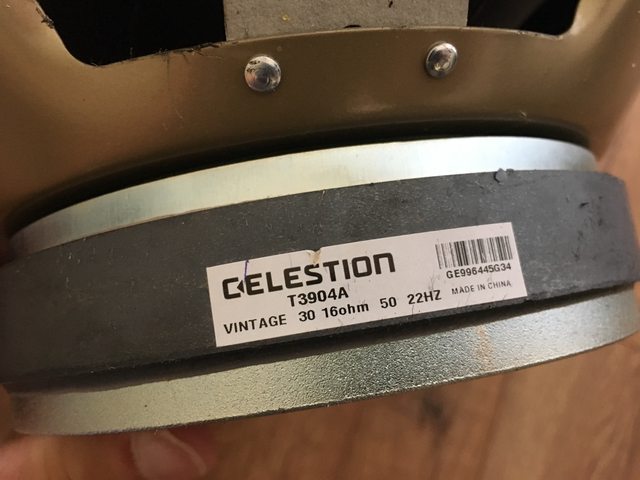 CELESTION
T3904A
VINTAGE 30 16ohm 50 22HZ
GE996445G34
MADE IN CHINA